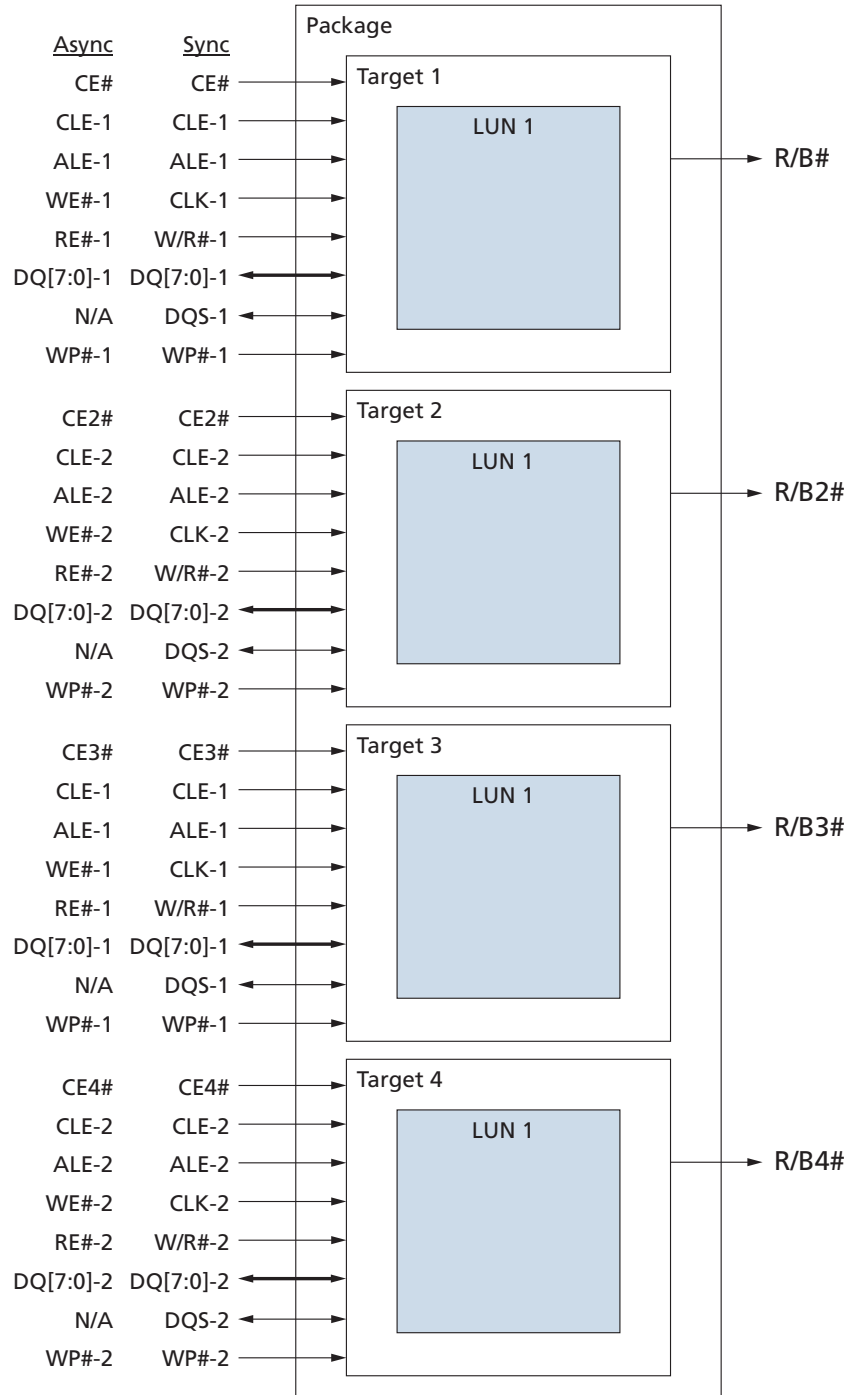 Package
Async Sync
Target 1
CE# CE#
LUN 1
CLE-1 CLE-1
ALE-1 ALE-1
R/B#
WE#-1 CLK-1
RE#-1 W/R#-1
DQ[7:0]-1 DQ[7:0]-1
N/A DQS-1
WP#-1 WP#-1
Target 2
CE2# CE2#
LUN 1
CLE-2 CLE-2
ALE-2 ALE-2
R/B2#
WE#-2 CLK-2
RE#-2 W/R#-2
DQ[7:0]-2 DQ[7:0]-2
N/A DQS-2
WP#-2 WP#-2
Target 3
CE3# CE3#
LUN 1
CLE-1 CLE-1
ALE-1 ALE-1
R/B3#
WE#-1 CLK-1
RE#-1 W/R#-1
DQ[7:0]-1 DQ[7:0]-1
N/A DQS-1
WP#-1 WP#-1
Target 4
CE4# CE4#
LUN 1
CLE-2 CLE-2
ALE-2 ALE-2
R/B4#
WE#-2 CLK-2
RE#-2 W/R#-2
DQ[7:0]-2 DQ[7:0]-2
N/A DQS-2
WP#-2 WP#-2